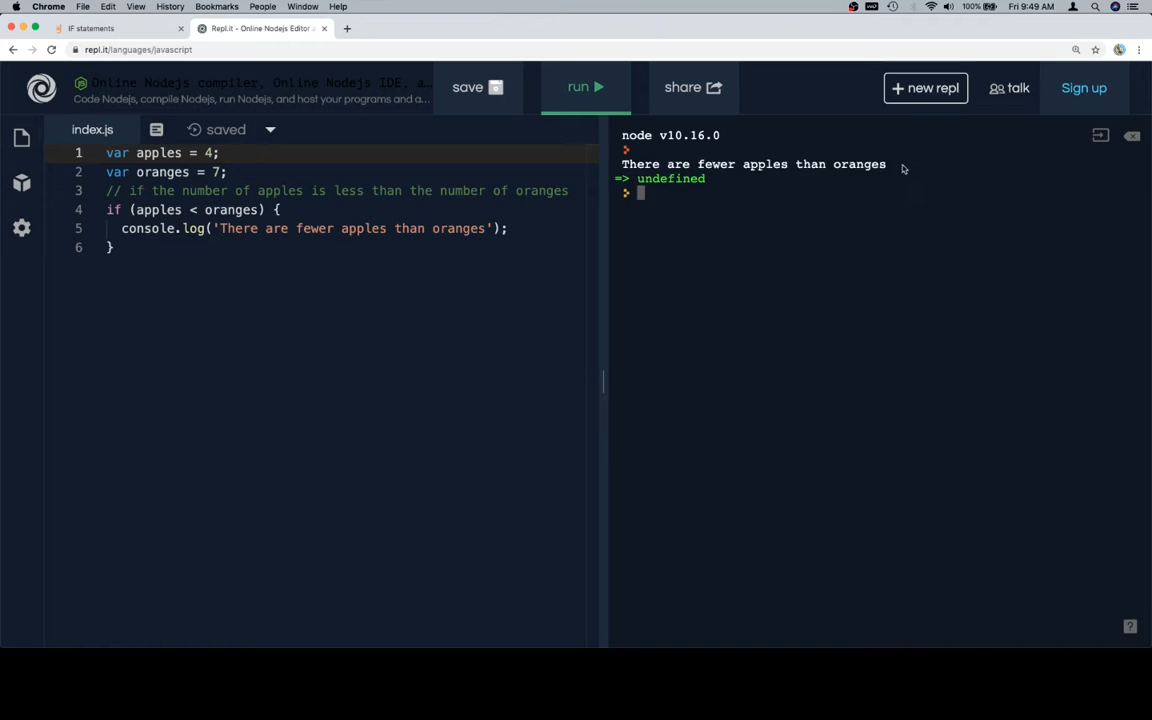 Chrome File Edit View History Bookmarks People Window Help 100% Fri 9:49 AM
IF statements Repl.it - Online Nodejs Editor
repl.it/languages/javascript
Online Nodejs compiler, Online Nodejs IDE, a...
Code Nodejs, compile Nodejs, run Nodejs, and host your programs and a...
save run share + new repl talk Sign up
index.js saved
1 var apples = 4;
2 var oranges = 7;
3 // if the number of apples is less than the number of oranges
4 if (apples < oranges) {
5 console.log('There are fewer apples than oranges');
6 }
node v10.16.0
There are fewer apples than oranges
=> undefined
?